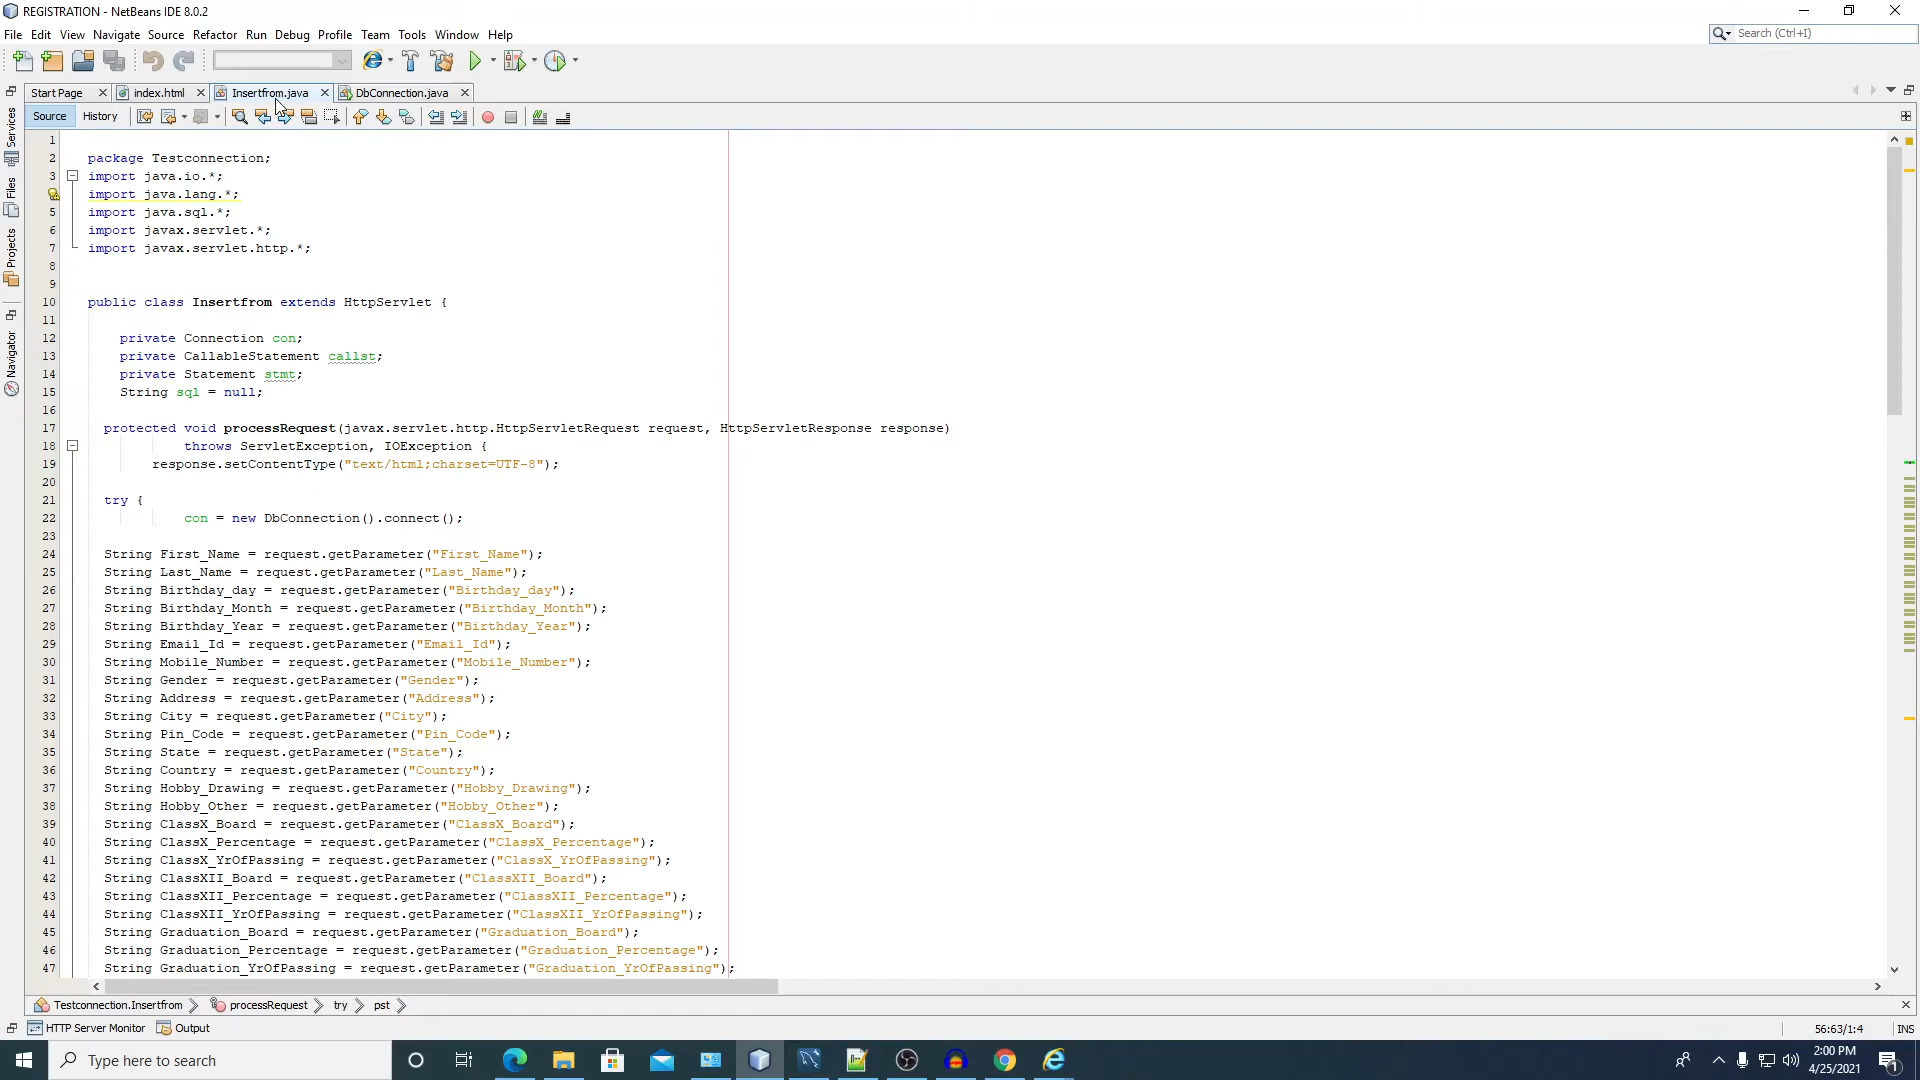 REGISTRATION - NetBeans IDE 8.0.2
File Edit View Navigate Source Refactor Run Debug Profile Team Tools Window Help
Search (Ctrl+I)
Start Page index.html Insertfrom.java DbConnection.java
Source History
Services
Files
Projects
Navigator
1
2 package Testconnection;
3 import java.io.*;
import java.lang.*;
5 import java.sql.*;
6 import javax.servlet.*;
7 import javax.servlet.http.*;
8
9
10 public class Insertfrom extends HttpServlet {
11
12 private Connection con;
13 private CallableStatement callst;
14 private Statement stmt;
15 String sql = null;
16
17 protected void processRequest(javax.servlet.http.HttpServletRequest request, HttpServletResponse response)
18 throws ServletException, IOException {
19 response.setContentType("text/html;charset=UTF-8");
20
21 try {
22 con = new DbConnection().connect();
23
24 String First_Name = request.getParameter("First_Name");
25 String Last_Name = request.getParameter("Last_Name");
26 String Birthday_day = request.getParameter("Birthday_day");
27 String Birthday_Month = request.getParameter("Birthday_Month");
28 String Birthday_Year = request.getParameter("Birthday_Year");
29 String Email_Id = request.getParameter("Email_Id");
30 String Mobile_Number = request.getParameter("Mobile_Number");
31 String Gender = request.getParameter("Gender");
32 String Address = request.getParameter("Address");
33 String City = request.getParameter("City");
34 String Pin_Code = request.getParameter("Pin_Code");
35 String State = request.getParameter("State");
36 String Country = request.getParameter("Country");
37 String Hobby_Drawing = request.getParameter("Hobby_Drawing");
38 String Hobby_Other = request.getParameter("Hobby_Other");
39 String ClassX_Board = request.getParameter("ClassX_Board");
40 String ClassX_Percentage = request.getParameter("ClassX_Percentage");
41 String ClassX_YrOfPassing = request.getParameter("ClassX_YrOfPassing");
42 String ClassXII_Board = request.getParameter("ClassXII_Board");
43 String ClassXII_Percentage = request.getParameter("ClassXII_Percentage");
44 String ClassXII_YrOfPassing = request.getParameter("ClassXII_YrOfPassing");
45 String Graduation_Board = request.getParameter("Graduation_Board");
46 String Graduation_Percentage = request.getParameter("Graduation_Percentage");
47 String Graduation_YrOfPassing = request.getParameter("Graduation_YrOfPassing");
Testconnection.Insertfrom processRequest try pst
HTTP Server Monitor Output
56:63/1:4 INS
Type here to search
2:00 PM
4/25/2021
1